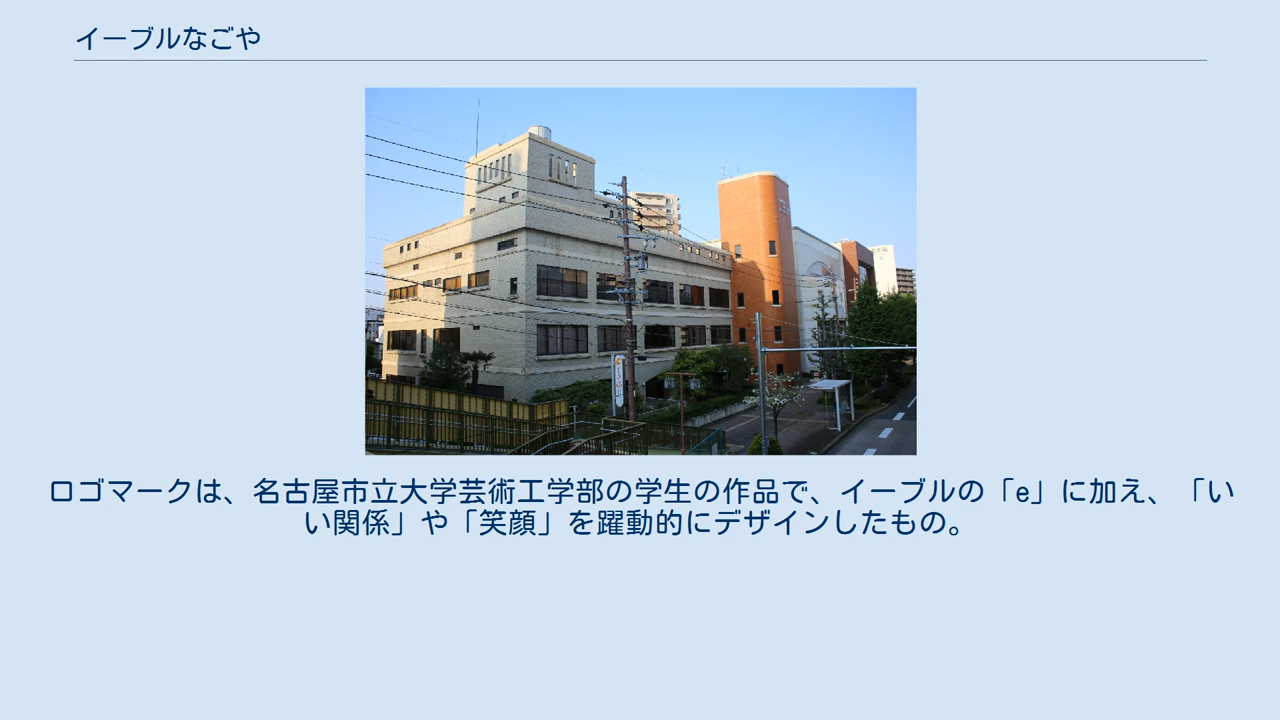 イーブルなごや
ロゴマークは、名古屋市立大学芸術工学部の学生の作品で、イーブルの「e」に加え、「い
い関係」や「笑顔」を躍動的にデザインしたもの。